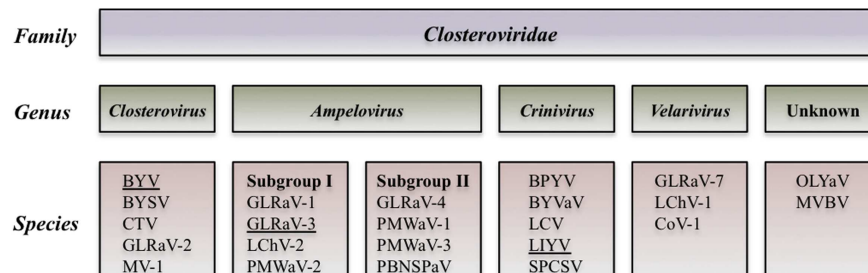 Family
Closteroviridae
Genus
Closterovirus
Ampelovirus
Crinivirus
Velarivirus
Unknown
Species
BYV
BYSV
CTV
GLRaV-2
MV-1
Subgroup I
GLRaV-1
GLRaV-3
LChV-2
PMWaV-2
Subgroup II
GLRaV-4
PMWaV-1
PMWaV-3
PBNSPaV
BPYV
BYVaV
LCV
LIYV
SPCSV
GLRaV-7
LChV-1
CoV-1
OLYaV
MVBV